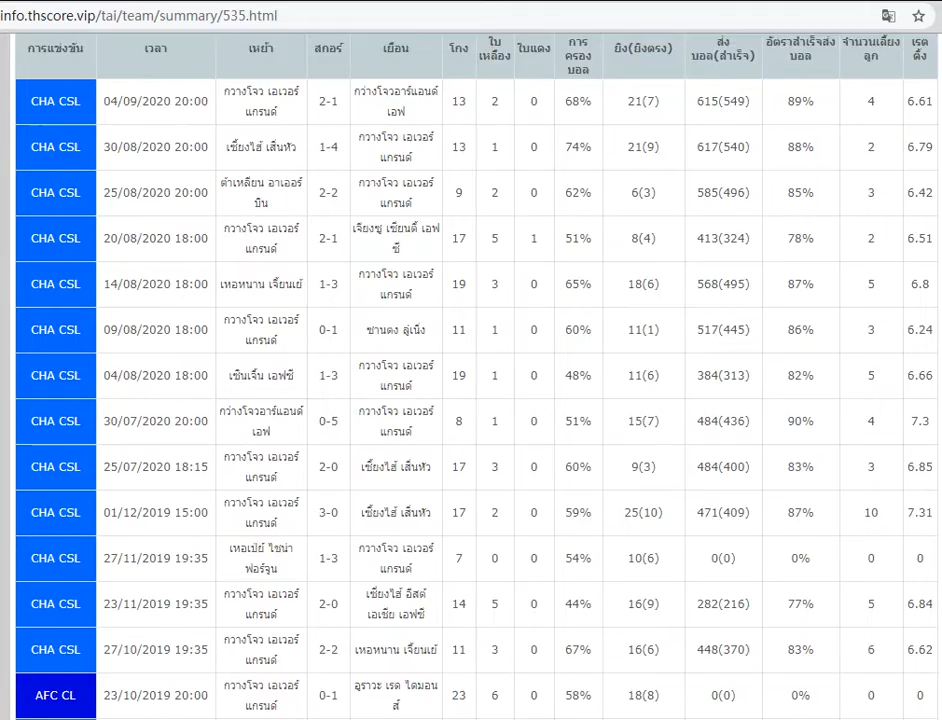 info.thscore.vip/tai/team/summary/535.html
การแข่งขัน เวลา เหย้า สกอร์ เยือน โกง ใบเหลือง ใบแดง การครองบอล ยิง(ยิงตรง) ส่งบอล(สำเร็จ) อัตราสำเร็จส่งบอล จำนวนเลี้ยงลูก เรตติ้ง
CHA CSL 04/09/2020 20:00 กวางโจว เอเวอร์แกรนด์ 2-1 กว่างโจวอาร์แอนด์เอฟ 13 2 0 68% 21(7) 615(549) 89% 4 6.61
CHA CSL 30/08/2020 20:00 เซี้ยงไฮ้ เส็นหัว 1-4 กวางโจว เอเวอร์แกรนด์ 13 1 0 74% 21(9) 617(540) 88% 2 6.79
CHA CSL 25/08/2020 20:00 ต้าเหลียน อาเออร์บิน 2-2 กวางโจว เอเวอร์แกรนด์ 9 2 0 62% 6(3) 585(496) 85% 3 6.42
CHA CSL 20/08/2020 18:00 กวางโจว เอเวอร์แกรนด์ 2-1 เจียงซู เซียนตี้ เอฟซี 17 5 1 51% 8(4) 413(324) 78% 2 6.51
CHA CSL 14/08/2020 18:00 เหอหนาน เจี้ยนเย่ 1-3 กวางโจว เอเวอร์แกรนด์ 19 3 0 65% 18(6) 568(495) 87% 5 6.8
CHA CSL 09/08/2020 18:00 กวางโจว เอเวอร์แกรนด์ 0-1 ซานตง ลู่เน็ง 11 1 0 60% 11(1) 517(445) 86% 3 6.24
CHA CSL 04/08/2020 18:00 เซินเจิ้น เอฟซี 1-3 กวางโจว เอเวอร์แกรนด์ 19 1 0 48% 11(6) 384(313) 82% 5 6.66
CHA CSL 30/07/2020 20:00 กว่างโจวอาร์แอนด์เอฟ 0-5 กวางโจว เอเวอร์แกรนด์ 8 1 0 51% 15(7) 484(436) 90% 4 7.3
CHA CSL 25/07/2020 18:15 กวางโจว เอเวอร์แกรนด์ 2-0 เซี้ยงไฮ้ เส็นหัว 17 3 0 60% 9(3) 484(400) 83% 3 6.85
CHA CSL 01/12/2019 15:00 กวางโจว เอเวอร์แกรนด์ 3-0 เซี้ยงไฮ้ เส็นหัว 17 2 0 59% 25(10) 471(409) 87% 10 7.31
CHA CSL 27/11/2019 19:35 เหอเป่ย์ ไชน่า ฟอร์จูน 1-3 กวางโจว เอเวอร์แกรนด์ 7 0 0 54% 10(6) 0(0) 0% 0 0
CHA CSL 23/11/2019 19:35 กวางโจว เอเวอร์แกรนด์ 2-0 เซี่ยงไฮ้ อีสต์ เอเชีย เอฟซี 14 5 0 44% 16(9) 282(216) 77% 5 6.84
CHA CSL 27/10/2019 19:35 กวางโจว เอเวอร์แกรนด์ 2-2 เหอหนาน เจี้ยนเย่ 11 3 0 67% 16(6) 448(370) 83% 6 6.62
AFC CL 23/10/2019 20:00 กวางโจว เอเวอร์แกรนด์ 0-1 อูราวะ เรด ไดมอนส์ 23 6 0 58% 18(8) 0(0) 0% 0 0